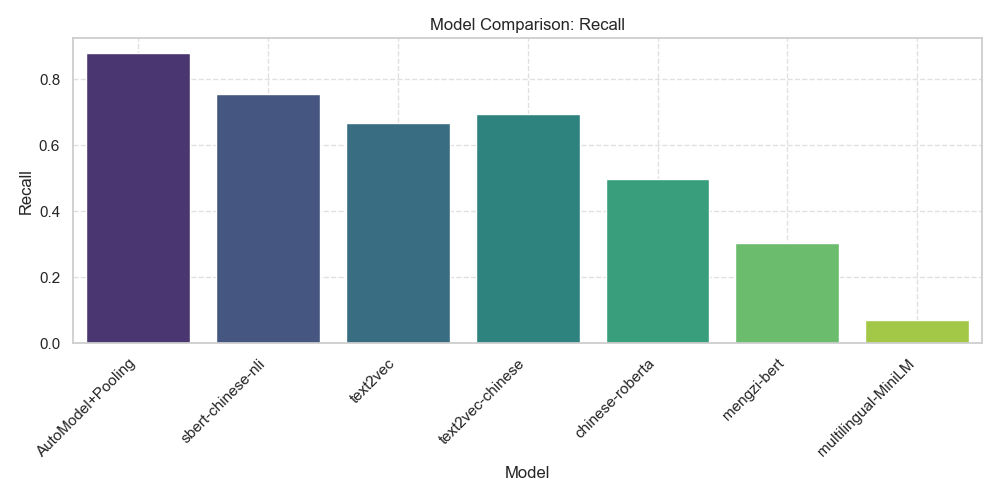 Model Comparison: Recall
Recall
0.8
0.6
0.4
0.2
0.0
AutoModel+Pooling
sbert-chinese-nli
text2vec
text2vec-chinese
chinese-roberta
mengzi-bert
multilingual-MiniLM
Model